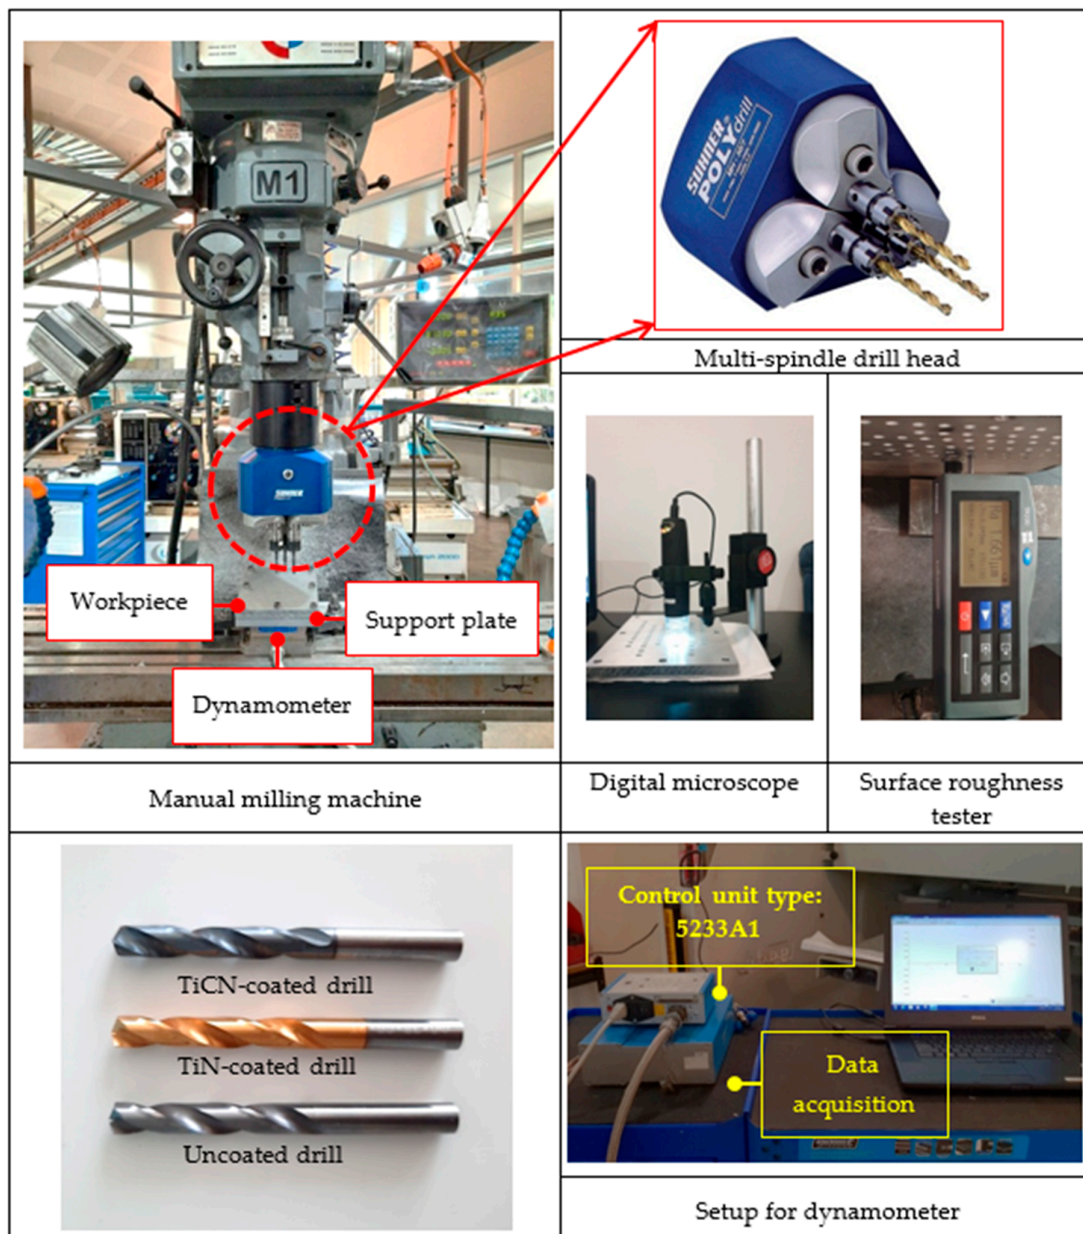 M1
SUHNER
POLYdrill
Multi-spindle drill head
SUHNER
Workpiece
Support plate
Dynamometer
Manual milling machine
Digital microscope
Surface roughness
tester
TiCN-coated drill
TiN-coated drill
Uncoated drill
Control unit type:
5233A1
Data
acquisition
Setup for dynamometer